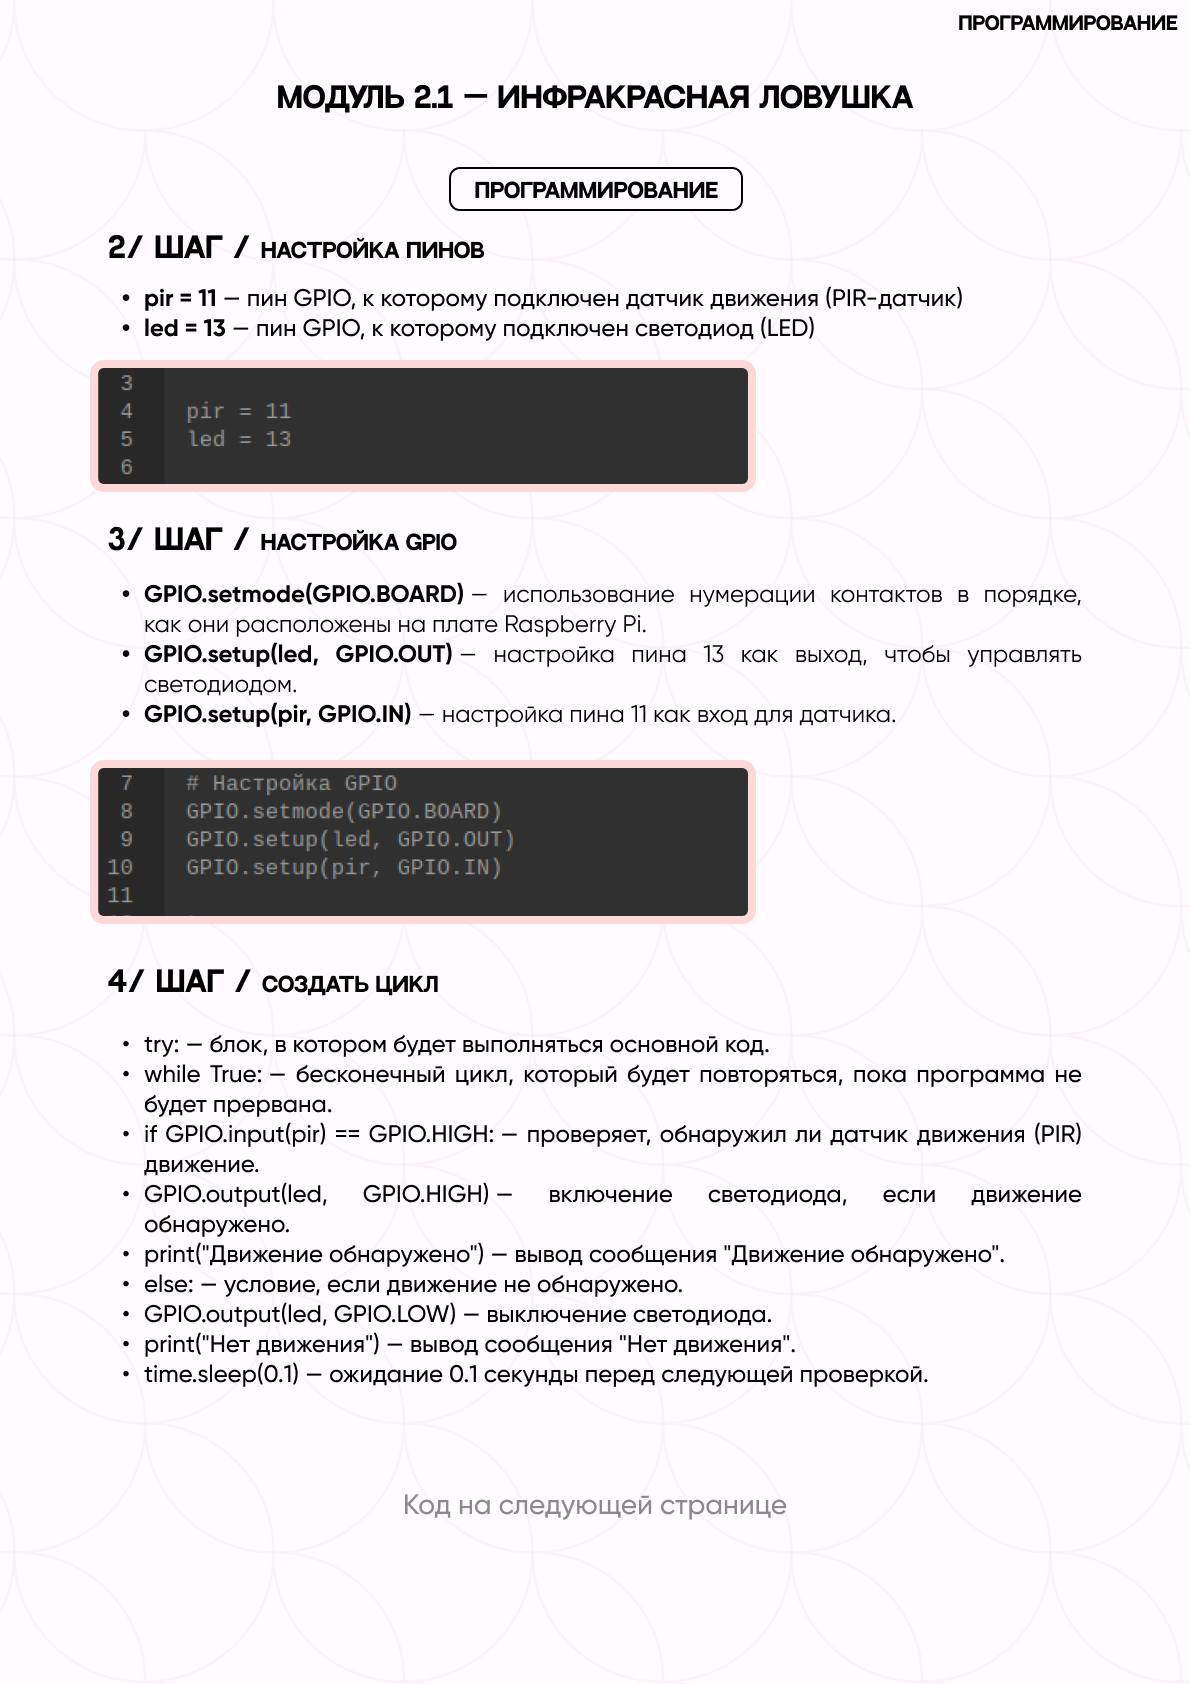 ПРОГРАММИРОВАНИЕ
МОДУЛЬ 2.1 — ИНФРАКРАСНАЯ ЛОВУШКА
ПРОГРАММИРОВАНИЕ
2/ ШАГ / НАСТРОЙКА ПИНОВ
• pir = 11 — пин GPIO, к которому подключен датчик движения (PIR-датчик)
• led = 13 — пин GPIO, к которому подключен светодиод (LED)
3
4 pir = 11
5 led = 13
6
3/ ШАГ / НАСТРОЙКА GPIO
• GPIO.setmode(GPIO.BOARD) — использование нумерации контактов в порядке,
как они расположены на плате Raspberry Pi.
• GPIO.setup(led, GPIO.OUT) — настройка пина 13 как выход, чтобы управлять
светодиодом.
• GPIO.setup(pir, GPIO.IN) — настройка пина 11 как вход для датчика.
7 # Настройка GPIO
8 GPIO.setmode(GPIO.BOARD)
9 GPIO.setup(led, GPIO.OUT)
10 GPIO.setup(pir, GPIO.IN)
11
4/ ШАГ / СОЗДАТЬ ЦИКЛ
• try: — блок, в котором будет выполняться основной код.
• while True: — бесконечный цикл, который будет повторяться, пока программа не
будет прервана.
• if GPIO.input(pir) == GPIO.HIGH: — проверяет, обнаружил ли датчик движения (PIR)
движение.
• GPIO.output(led, GPIO.HIGH) — включение светодиода, если движение
обнаружено.
• print("Движение обнаружено") — вывод сообщения "Движение обнаружено".
• else: — условие, если движение не обнаружено.
• GPIO.output(led, GPIO.LOW) — выключение светодиода.
• print("Нет движения") — вывод сообщения "Нет движения".
• time.sleep(0.1) — ожидание 0.1 секунды перед следующей проверкой.
Код на следующей странице